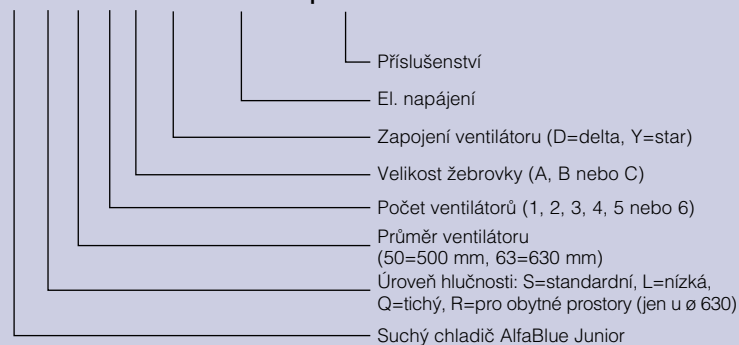 Příslušenství
El. napájení
Zapojení ventilátoru (D=delta, Y=star)
Velikost žebrovky (A, B nebo C)
Počet ventilátorů (1, 2, 3, 4, 5 nebo 6)
Průměr ventilátoru
(50=500 mm, 63=630 mm)
Úroveň hlučnosti: S=standardní, L=nízká,
Q=tichý, R=pro obytné prostory (jen u ø 630)
Suchý chladič AlfaBlue Junior